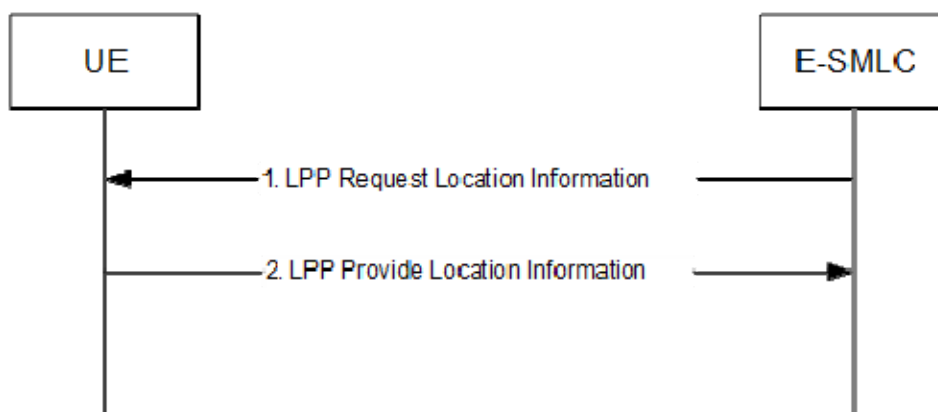 UE
E-SMLC
1. LPP Request Location Information
2. LPP Provide Location Information